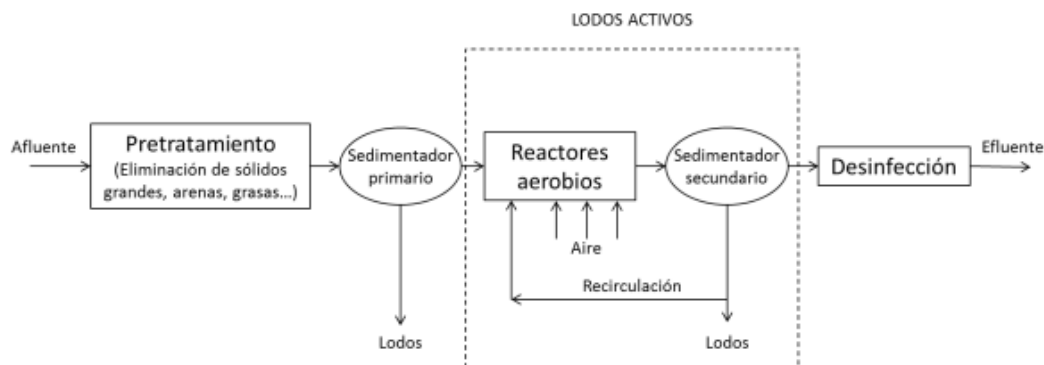 LODOS ACTIVOS
Afluente
Pretratamiento
(Eliminación de sólidos
grandes, arenas, grasas...)
Sedimentador
primario
Reactores
aerobios
Sedimentador
secundario
Desinfección
Efluente
Aire
Recirculación
Lodos
Lodos